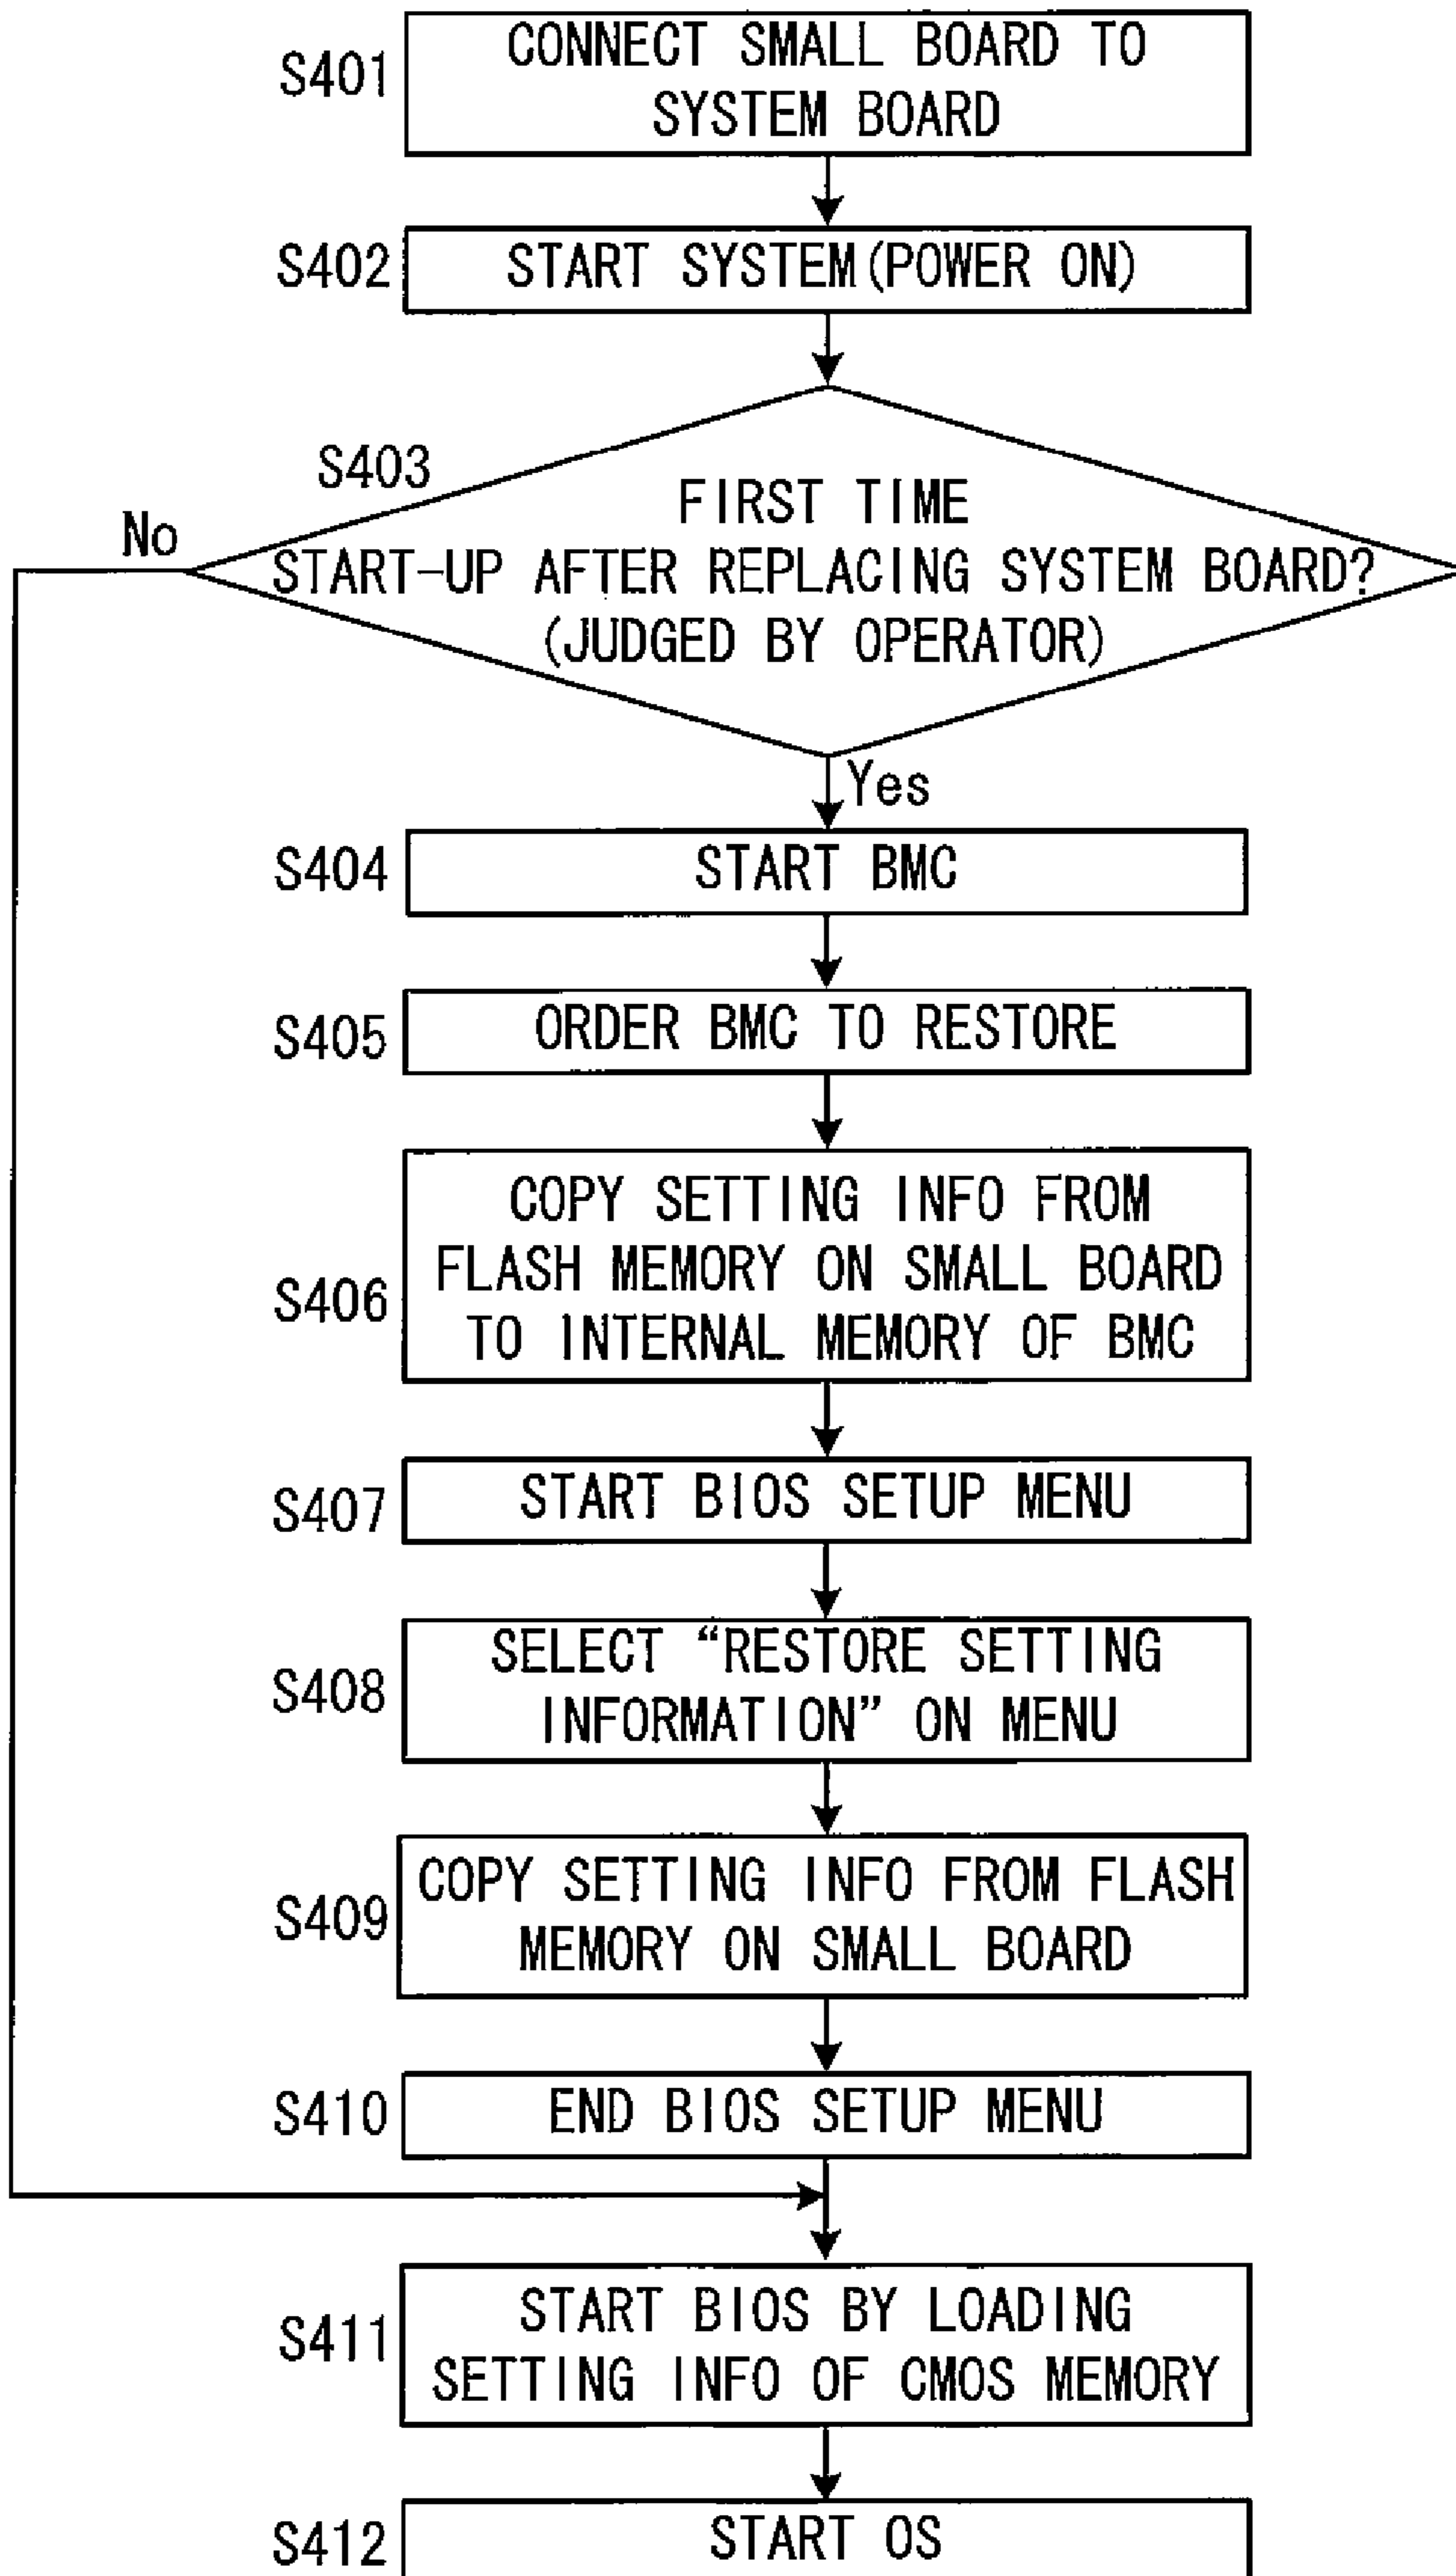 S401
CONNECT SMALL BOARD TO
SYSTEM BOARD
S402
START SYSTEM(POWER ON)
S403
No
FIRST TIME
START-UP AFTER REPLACING SYSTEM BOARD?
(JUDGED BY OPERATOR)
Yes
S404
START BMC
S405
ORDER BMC TO RESTORE
S406
COPY SETTING INFO FROM
FLASH MEMORY ON SMALL BOARD
TO INTERNAL MEMORY OF BMC
S407
START BIOS SETUP MENU
S408
SELECT “RESTORE SETTING
INFORMATION” ON MENU
S409
COPY SETTING INFO FROM FLASH
MEMORY ON SMALL BOARD
S410
END BIOS SETUP MENU
S411
START BIOS BY LOADING
SETTING INFO OF CMOS MEMORY
S412
START OS